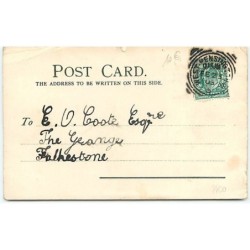 POST CARD.
THE ADDRESS TO BE WRITTEN ON THIS SIDE.
To E. O. Coote Esqre
The Grange
Folkestone